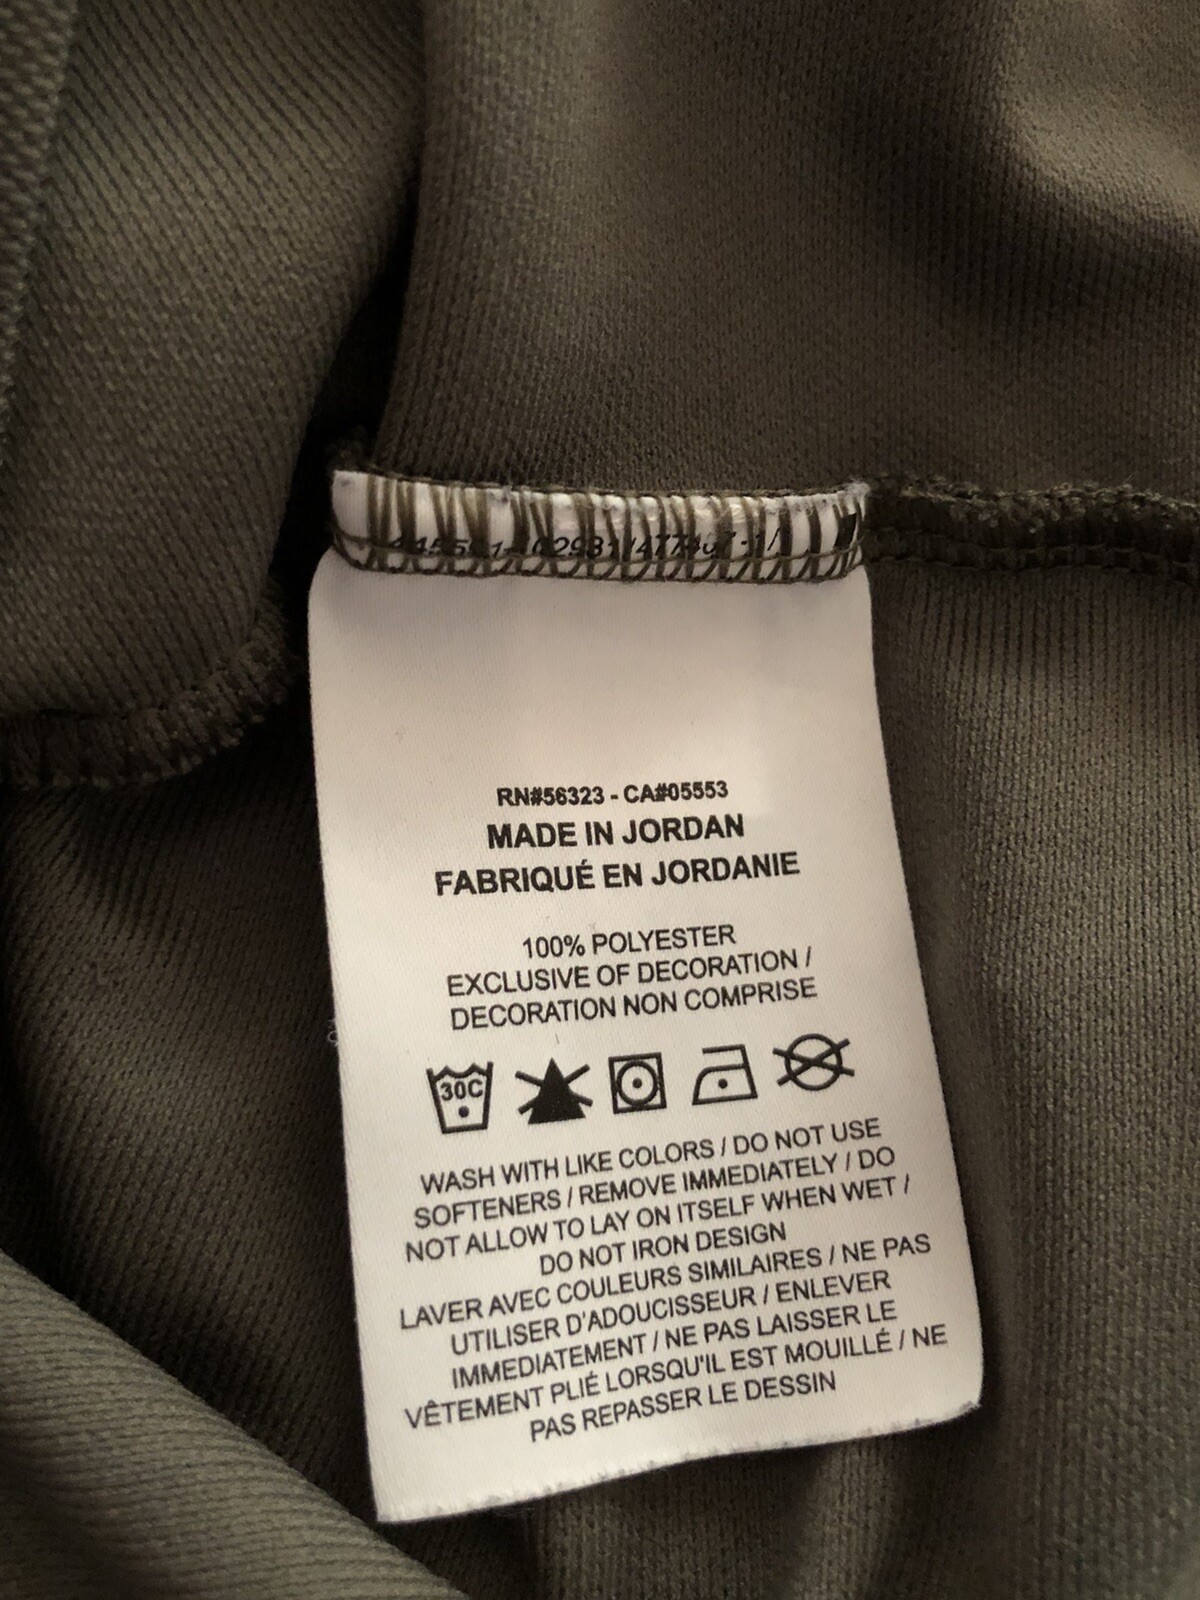 RN#56323 - CA#05553
MADE IN JORDAN
FABRIQUÉ EN JORDANIE
100% POLYESTER
EXCLUSIVE OF DECORATION /
DECORATION NON COMPRISE
30C
WASH WITH LIKE COLORS / DO NOT USE
SOFTENERS / REMOVE IMMEDIATELY / DO
NOT ALLOW TO LAY ON ITSELF WHEN WET /
DO NOT IRON DESIGN
LAVER AVEC COULEURS SIMILAIRES / NE PAS
UTILISER D'ADOUCISSEUR / ENLEVER
IMMEDIATEMENT / NE PAS LAISSER LE
VÊTEMENT PLIÉ LORSQU'IL EST MOUILLÉ / NE
PAS REPASSER LE DESSIN